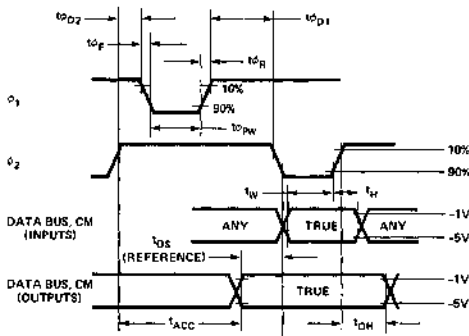 tφD2
tφD1
tφF
tφR
φ1
10%
90%
tφPW
φ2
10%
90%
tW
tH
DATA BUS, CM
(INPUTS)
ANY
TRUE
ANY
-1V
-5V
tDS
(REFERENCE)
DATA BUS, CM
(OUTPUTS)
TRUE
-1V
-5V
tACC
tOH